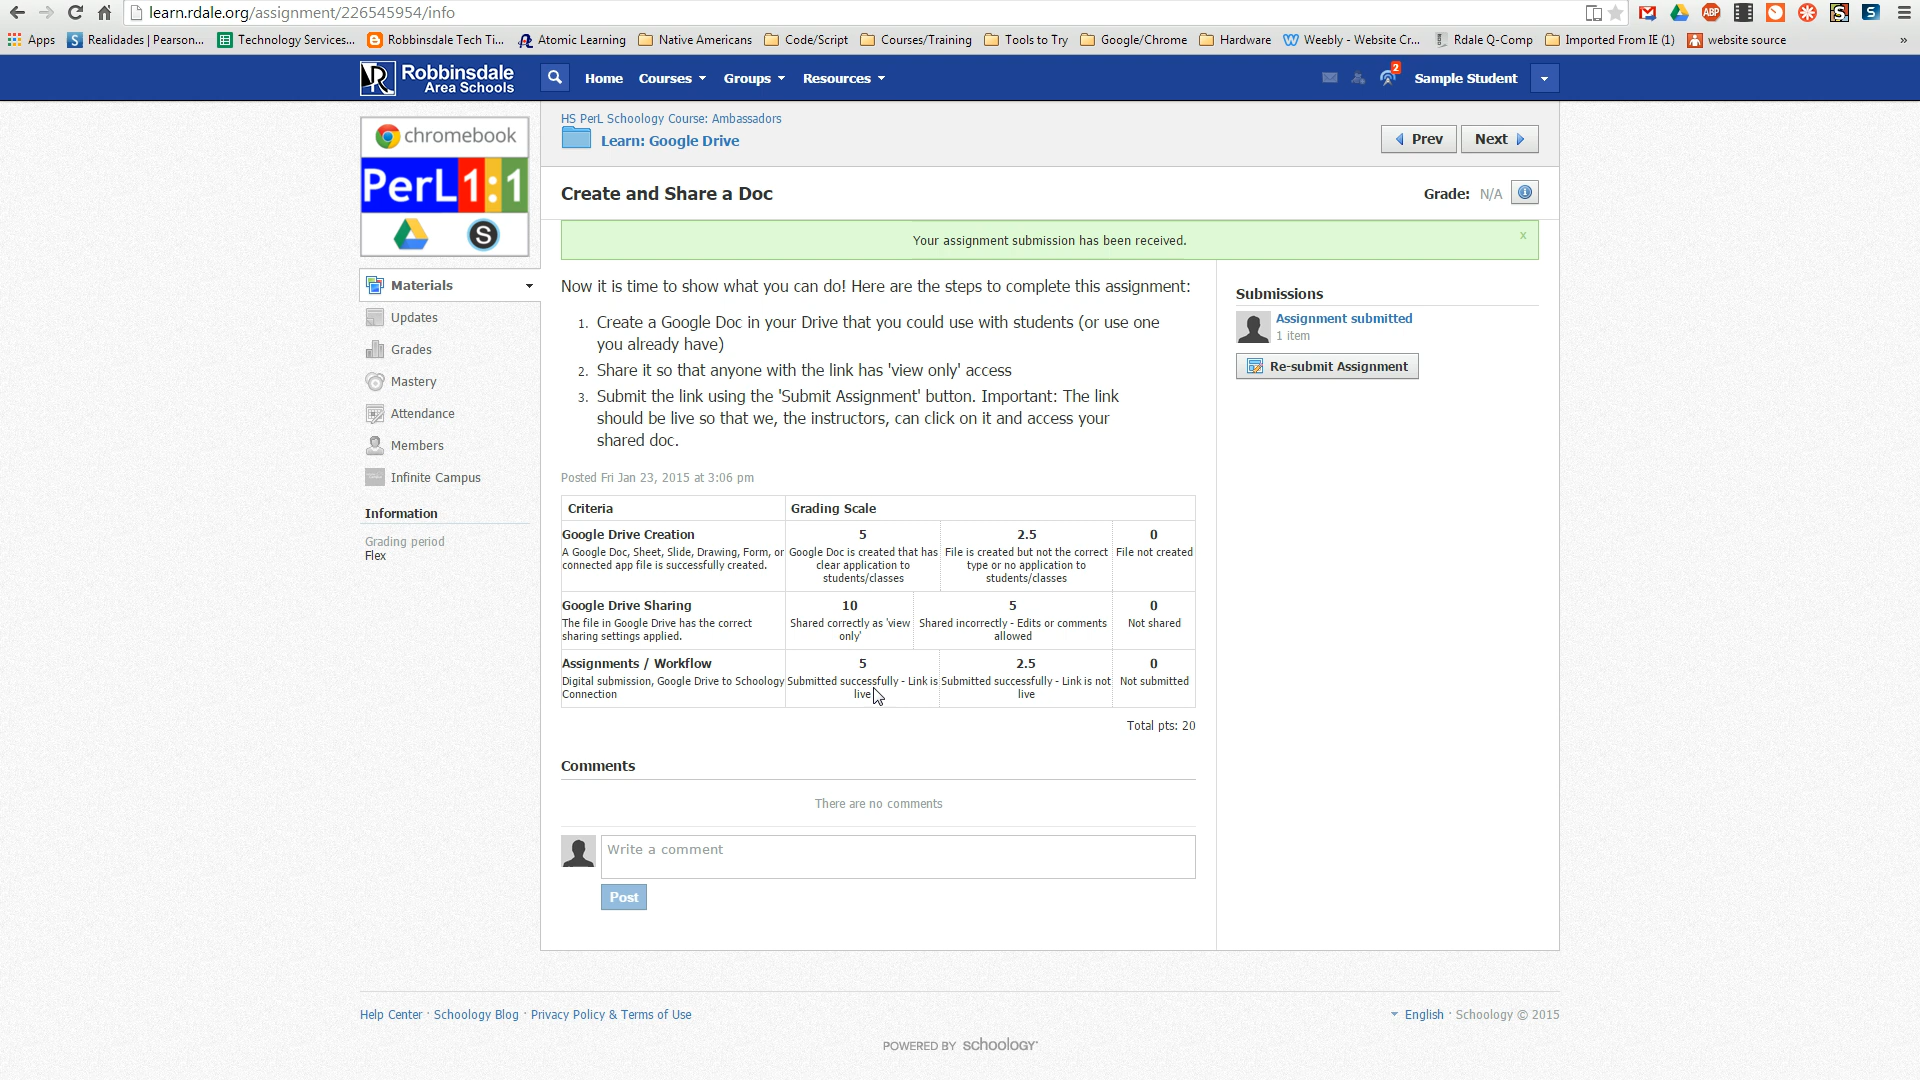 learn.rdale.org/assignment/226545954/info
Apps Realidades | Pearson... Technology Services... Robbinsdale Tech Ti... Atomic Learning Native Americans Code/Script Courses/Training Tools to Try Google/Chrome Hardware Weebly - Website Cr... Rdale Q-Comp Imported From IE (1) website source »
Robbinsdale
Area Schools
Home Courses Groups Resources 2 Sample Student
chromebook
PerL 1:1
S
HS PerL Schoology Course: Ambassadors
Learn: Google Drive
Prev Next
Create and Share a Doc
Grade: N/A
Your assignment submission has been received.
x
Materials
Updates
Grades
Mastery
Attendance
Members
Infinite Campus
Information
Grading period
Flex
Now it is time to show what you can do! Here are the steps to complete this assignment:
1. Create a Google Doc in your Drive that you could use with students (or use one
you already have)
2. Share it so that anyone with the link has 'view only' access
3. Submit the link using the 'Submit Assignment' button. Important: The link
should be live so that we, the instructors, can click on it and access your
shared doc.
Posted Fri Jan 23, 2015 at 3:06 pm
Criteria Grading Scale
Google Drive Creation
A Google Doc, Sheet, Slide, Drawing, Form, or
connected app file is successfully created.
5
Google Doc is created that has
clear application to
students/classes
2.5
File is created but not the correct
type or no application to
students/classes
0
File not created
Google Drive Sharing
The file in Google Drive has the correct
sharing settings applied.
10
Shared correctly as 'view
only'
5
Shared incorrectly - Edits or comments
allowed
0
Not shared
Assignments / Workflow
Digital submission, Google Drive to Schoology
Connection
5
Submitted successfully - Link is
live
2.5
Submitted successfully - Link is not
live
0
Not submitted
Total pts: 20
Comments
There are no comments
Write a comment
Post
Submissions
Assignment submitted
1 item
Re-submit Assignment
Help Center · Schoology Blog · Privacy Policy & Terms of Use
English · Schoology © 2015
POWERED BY schoology